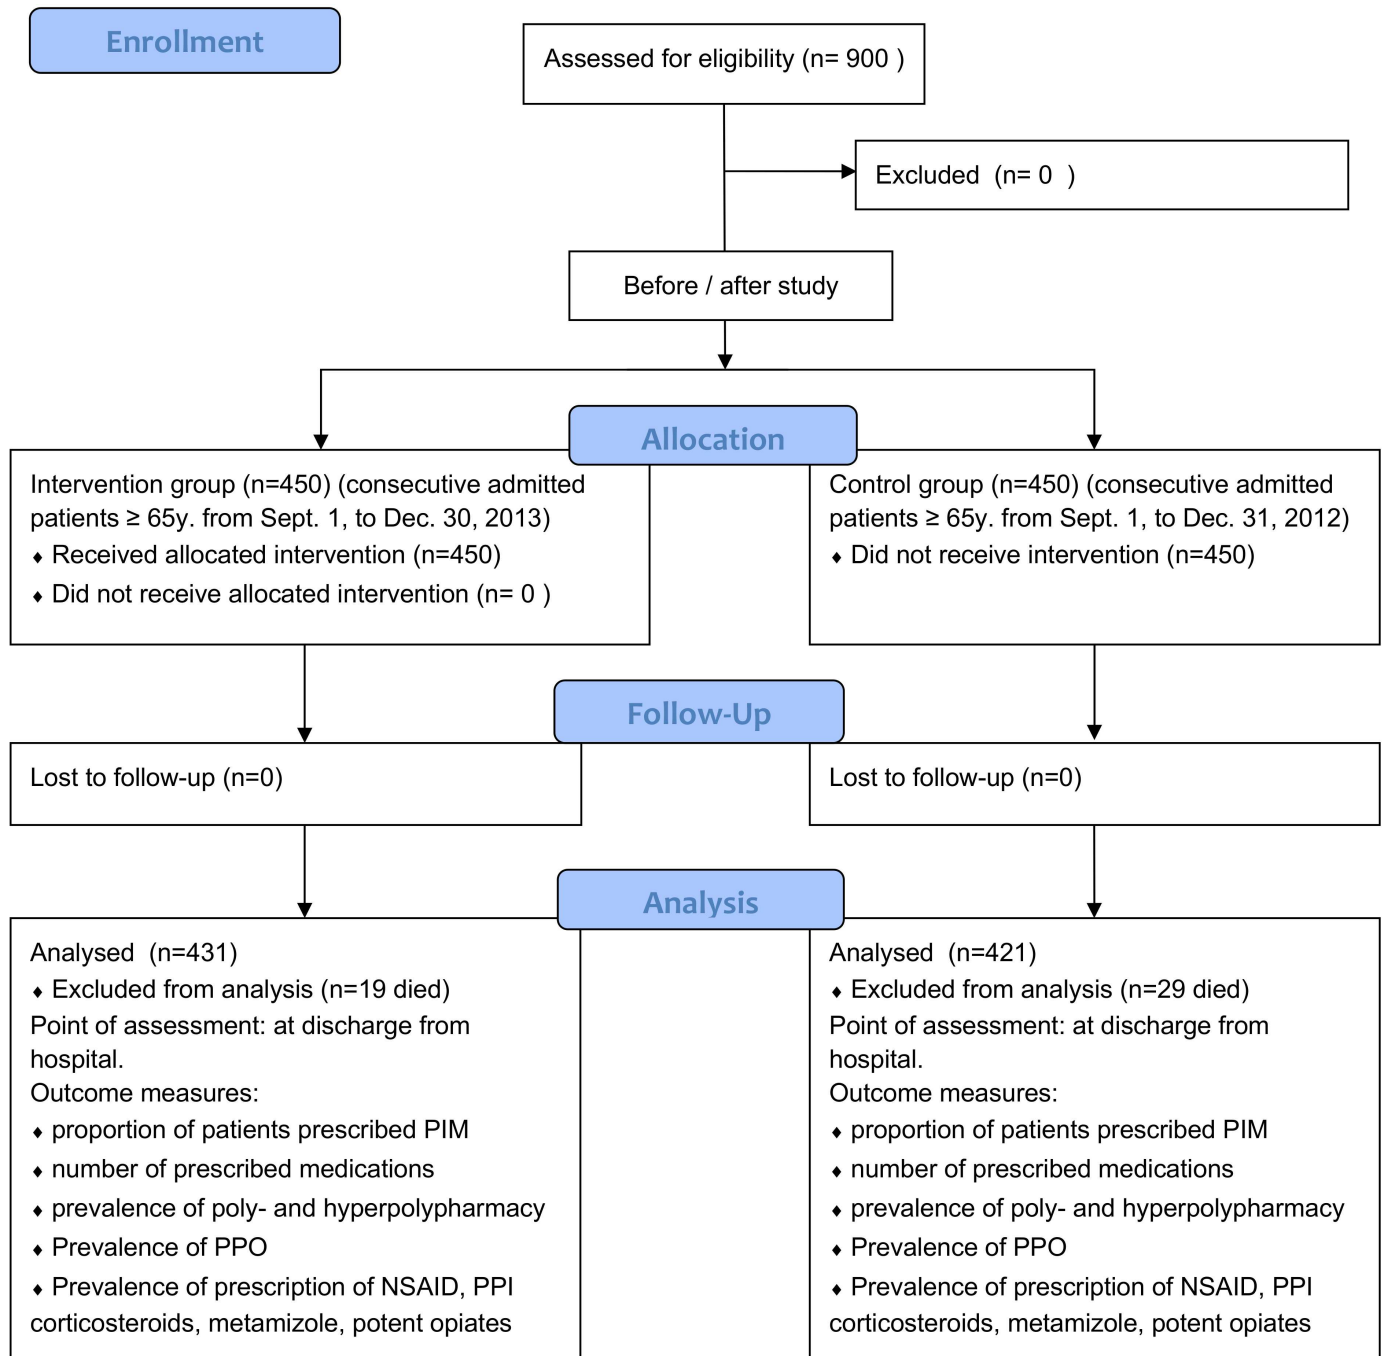 Enrollment
Assessed for eligibility (n= 900 )
Excluded  (n= 0  )
Before / after study
Allocation
Intervention group (n=450) (consecutive admitted
patients ≥ 65y. from Sept. 1, to Dec. 30, 2013)
♦ Received allocated intervention (n=450)
♦ Did not receive allocated intervention (n= 0 )
Control group (n=450) (consecutive admitted
patients ≥ 65y. from Sept. 1, to Dec. 31, 2012)
♦ Did not receive intervention (n=450)
Follow-Up
Lost to follow-up (n=0)
Lost to follow-up (n=0)
Analysis
Analysed  (n=431)
♦ Excluded from analysis (n=19 died)
Point of assessment: at discharge from
hospital.
Outcome measures:
♦ proportion of patients prescribed PIM
♦ number of prescribed medications
♦ prevalence of poly- and hyperpolypharmacy
♦ Prevalence of PPO
♦ Prevalence of prescription of NSAID, PPI
corticosteroids, metamizole, potent opiates
Analysed  (n=421)
♦ Excluded from analysis (n=29 died)
Point of assessment: at discharge from
hospital.
Outcome measures:
♦ proportion of patients prescribed PIM
♦ number of prescribed medications
♦ prevalence of poly- and hyperpolypharmacy
♦ Prevalence of PPO
♦ Prevalence of prescription of NSAID, PPI
corticosteroids, metamizole, potent opiates